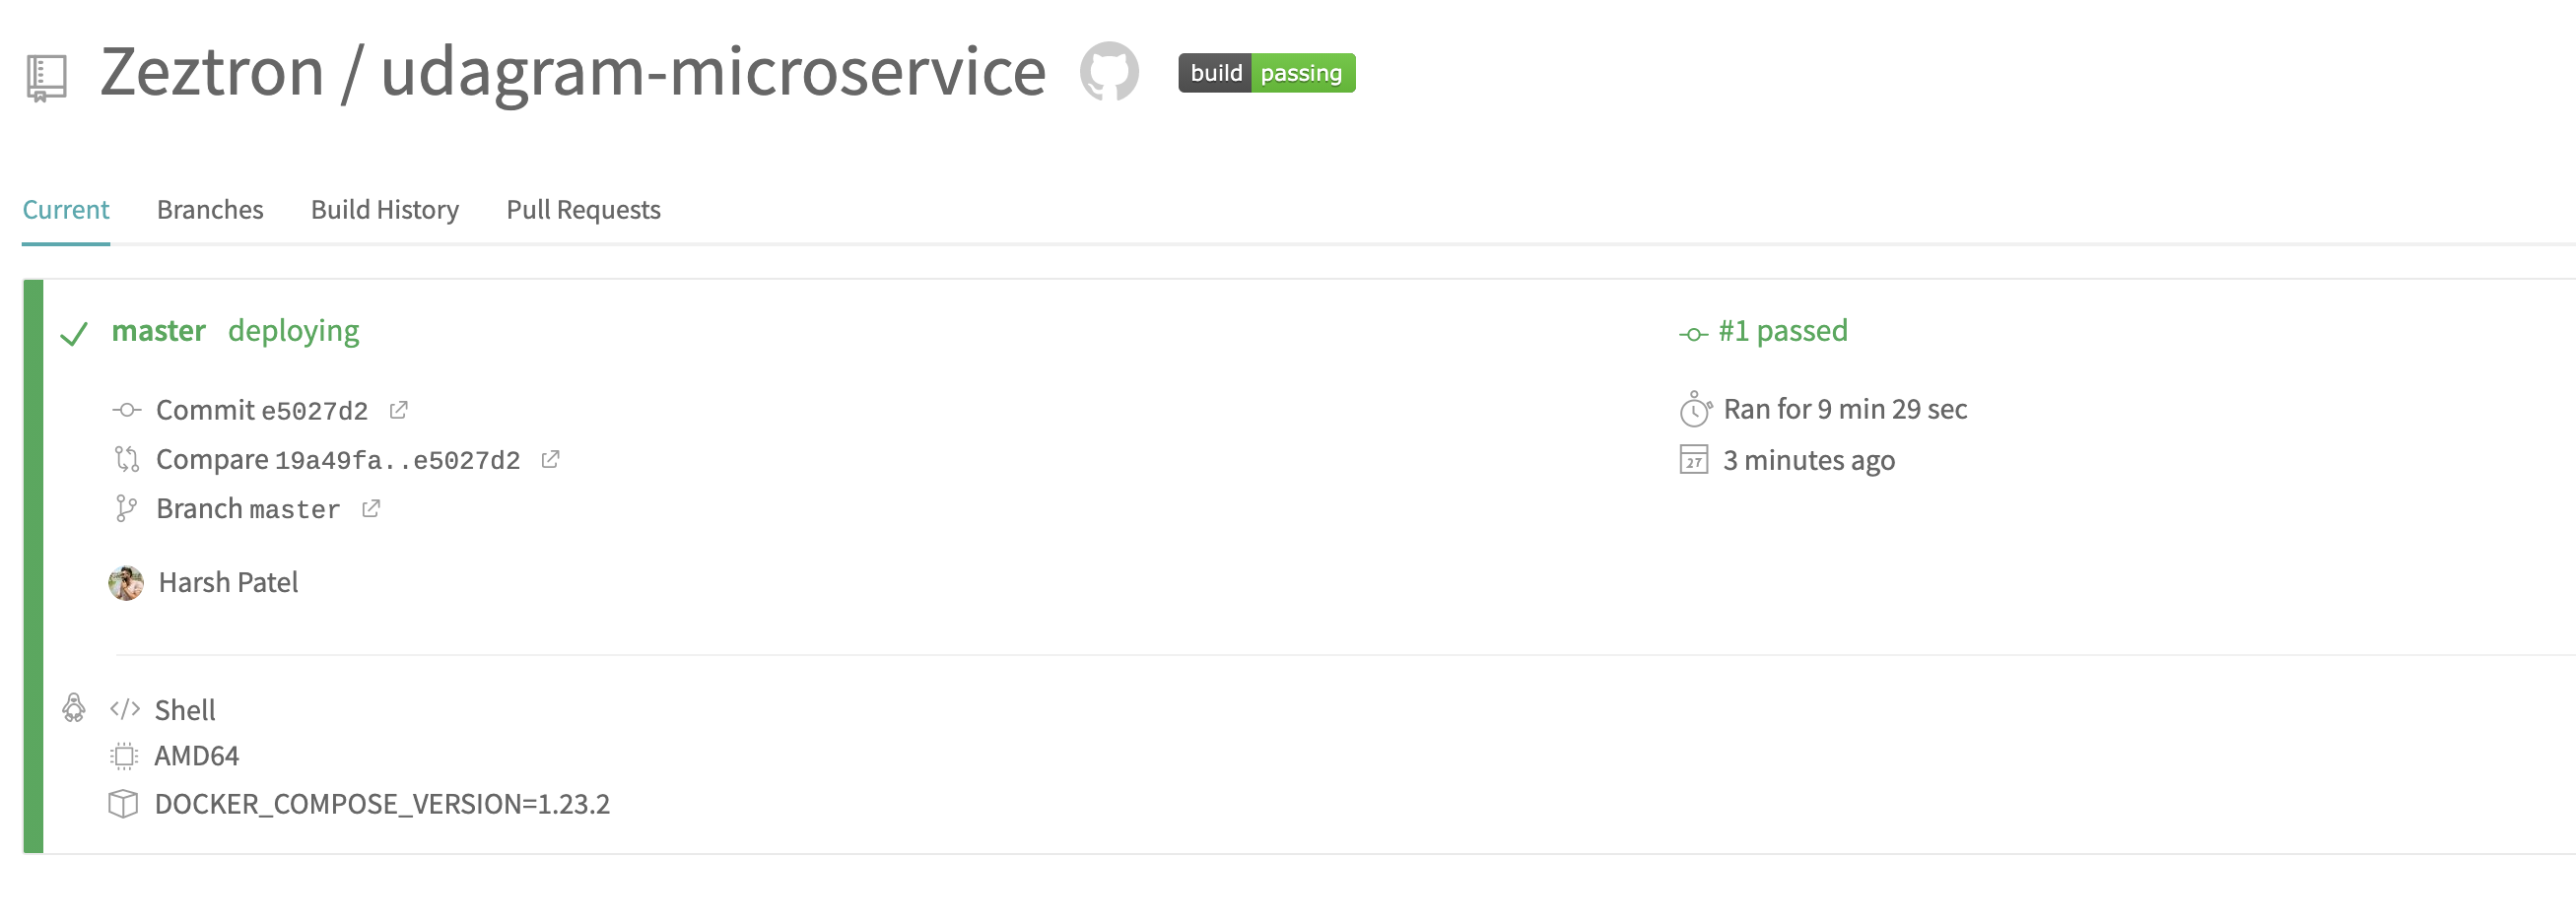 Zeztron / udagram-microservice build passing
Current Branches Build History Pull Requests
master deploying
Commit e5027d2
Compare 19a49fa..e5027d2
Branch master
Harsh Patel
#1 passed
Ran for 9 min 29 sec
27 3 minutes ago
Shell
AMD64
DOCKER_COMPOSE_VERSION=1.23.2